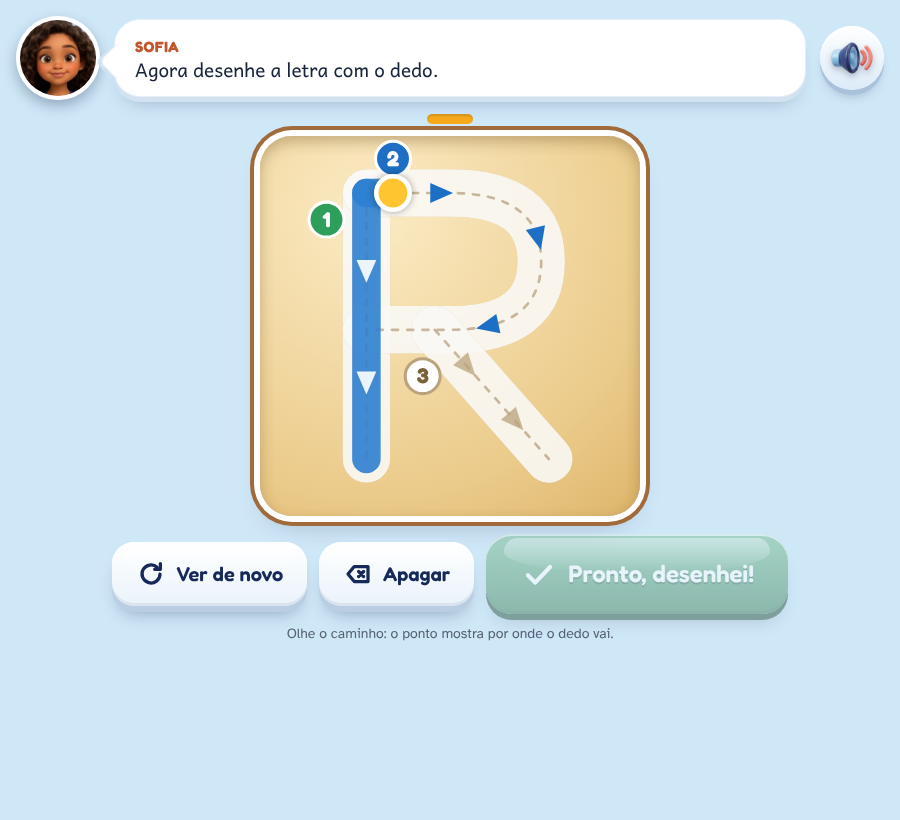 SOFIA
Agora desenhe a letra com o dedo.
2
1
3
Ver de novo
Apagar
Pronto, desenhei!
Olhe o caminho: o ponto mostra por onde o dedo vai.